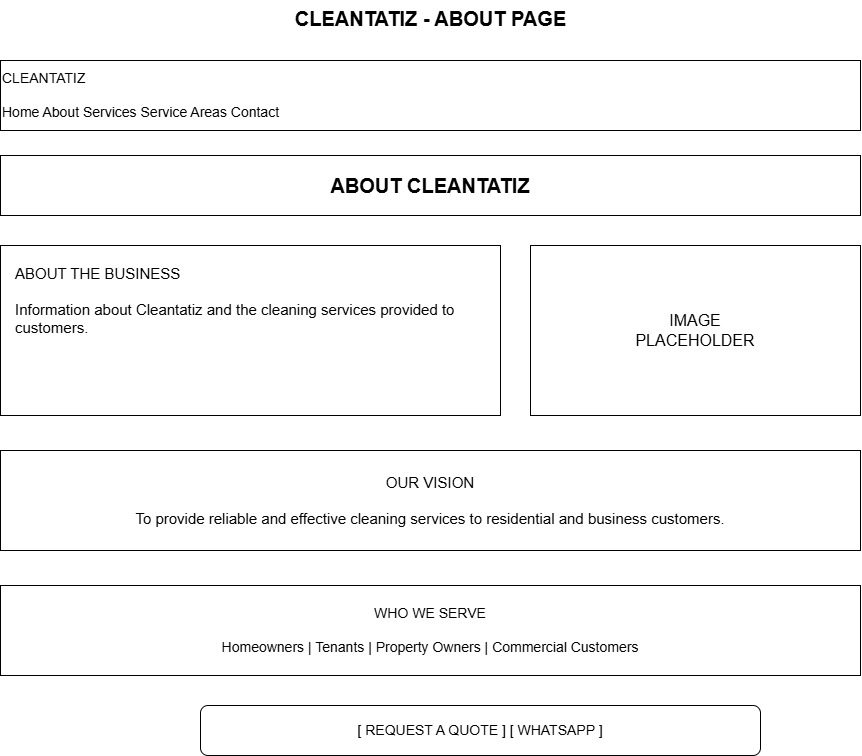 CLEANTATIZ - ABOUT PAGE
CLEANTATIZ
Home About Services Service Areas Contact
ABOUT CLEANTATIZ
ABOUT THE BUSINESS
Information about Cleantatiz and the cleaning services provided to
customers.
IMAGE
PLACEHOLDER
OUR VISION
To provide reliable and effective cleaning services to residential and business customers.
WHO WE SERVE
Homeowners | Tenants | Property Owners | Commercial Customers
[ REQUEST A QUOTE ] [ WHATSAPP ]